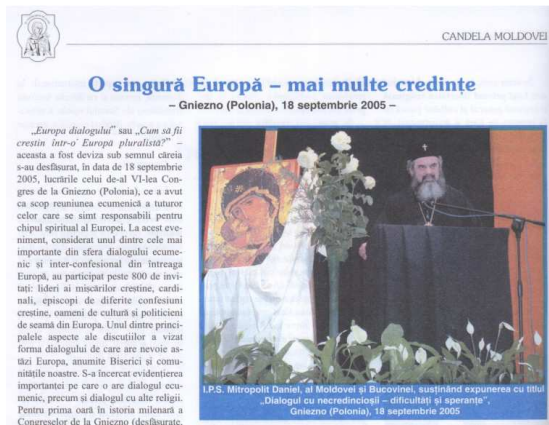 CANDELA MOLDOVEI
O singură Europă – mai multe credințe
– Gniezno (Polonia), 18 septembrie 2005 –
„Europa dialogului” sau „Cum să fii
creștin într-o Europă pluralistă?” –
aceasta a fost deviza sub semnul căreia
s-au desfășurat, în data de 18 septembrie
2005, lucrările celui de-al VI-lea Con-
gres de la Gniezno (Polonia), ce a avut
ca scop reuniunea ecumenică a tuturor
celor care se simt responsabili pentru
chipul spiritual al Europei. La acest eve-
niment, considerat unul dintre cele mai
importante din sfera dialogului ecume-
nic și inter-confesional din întreaga
Europă, au participat peste 800 de invi-
tați: lideri ai mișcărilor creștine, cardi-
nali, episcopi de diferite confesiuni
creștine, oameni de cultură și politicieni
de seamă din Europa. Unul dintre princi-
palele aspecte ale discuțiilor a vizat
forma dialogului de care are nevoie as-
tăzi Europa, anumite Biserici și comu-
nitățile noastre. S-a încercat evidențierea
importanței pe care o are dialogul ecu-
menic, precum și dialogul cu alte religii.
Pentru prima oară în istoria milenară a
Congreselor de la Gniezno (desfășurate,
I.P.S. Mitropolit Daniel, al Moldovei și Bucovinei, susținând expunerea cu titlul
„Dialogul cu necredincioșii – dificultăți și speranțe”,
Gniezno (Polonia), 18 septembrie 2005